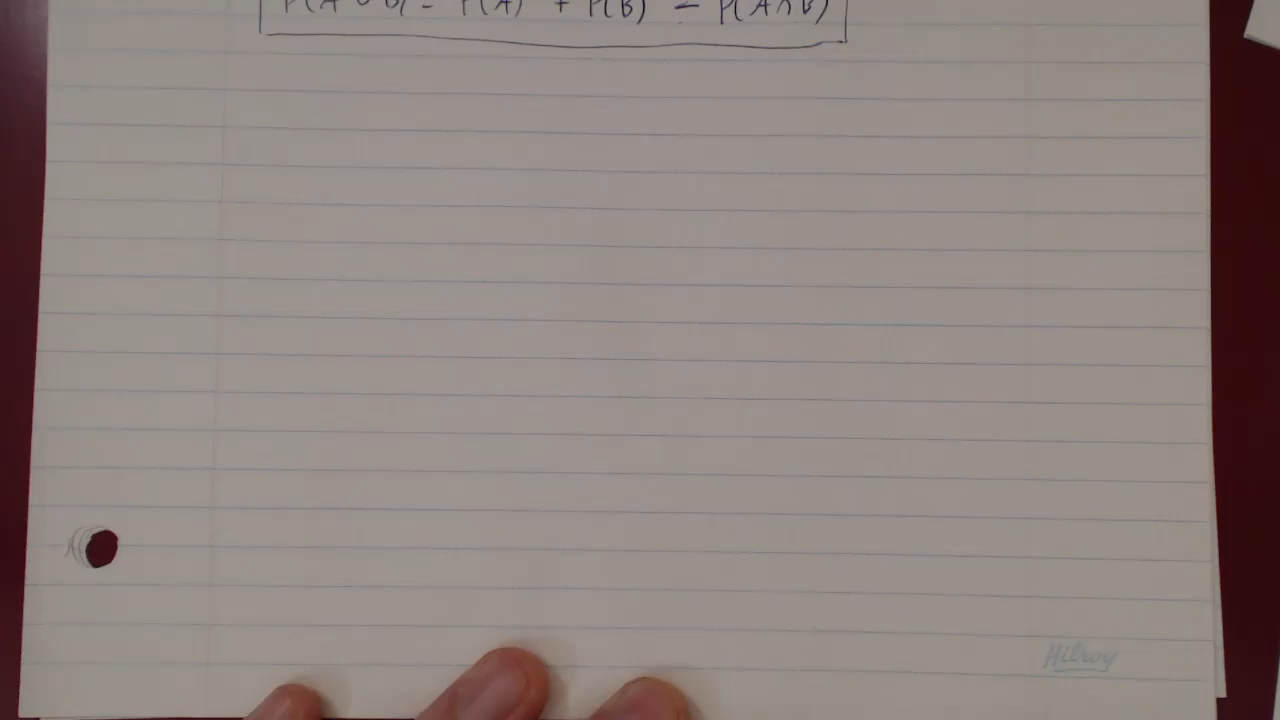 P(A ∪ B) = P(A) + P(B) − P(A∩B)
Hilroy